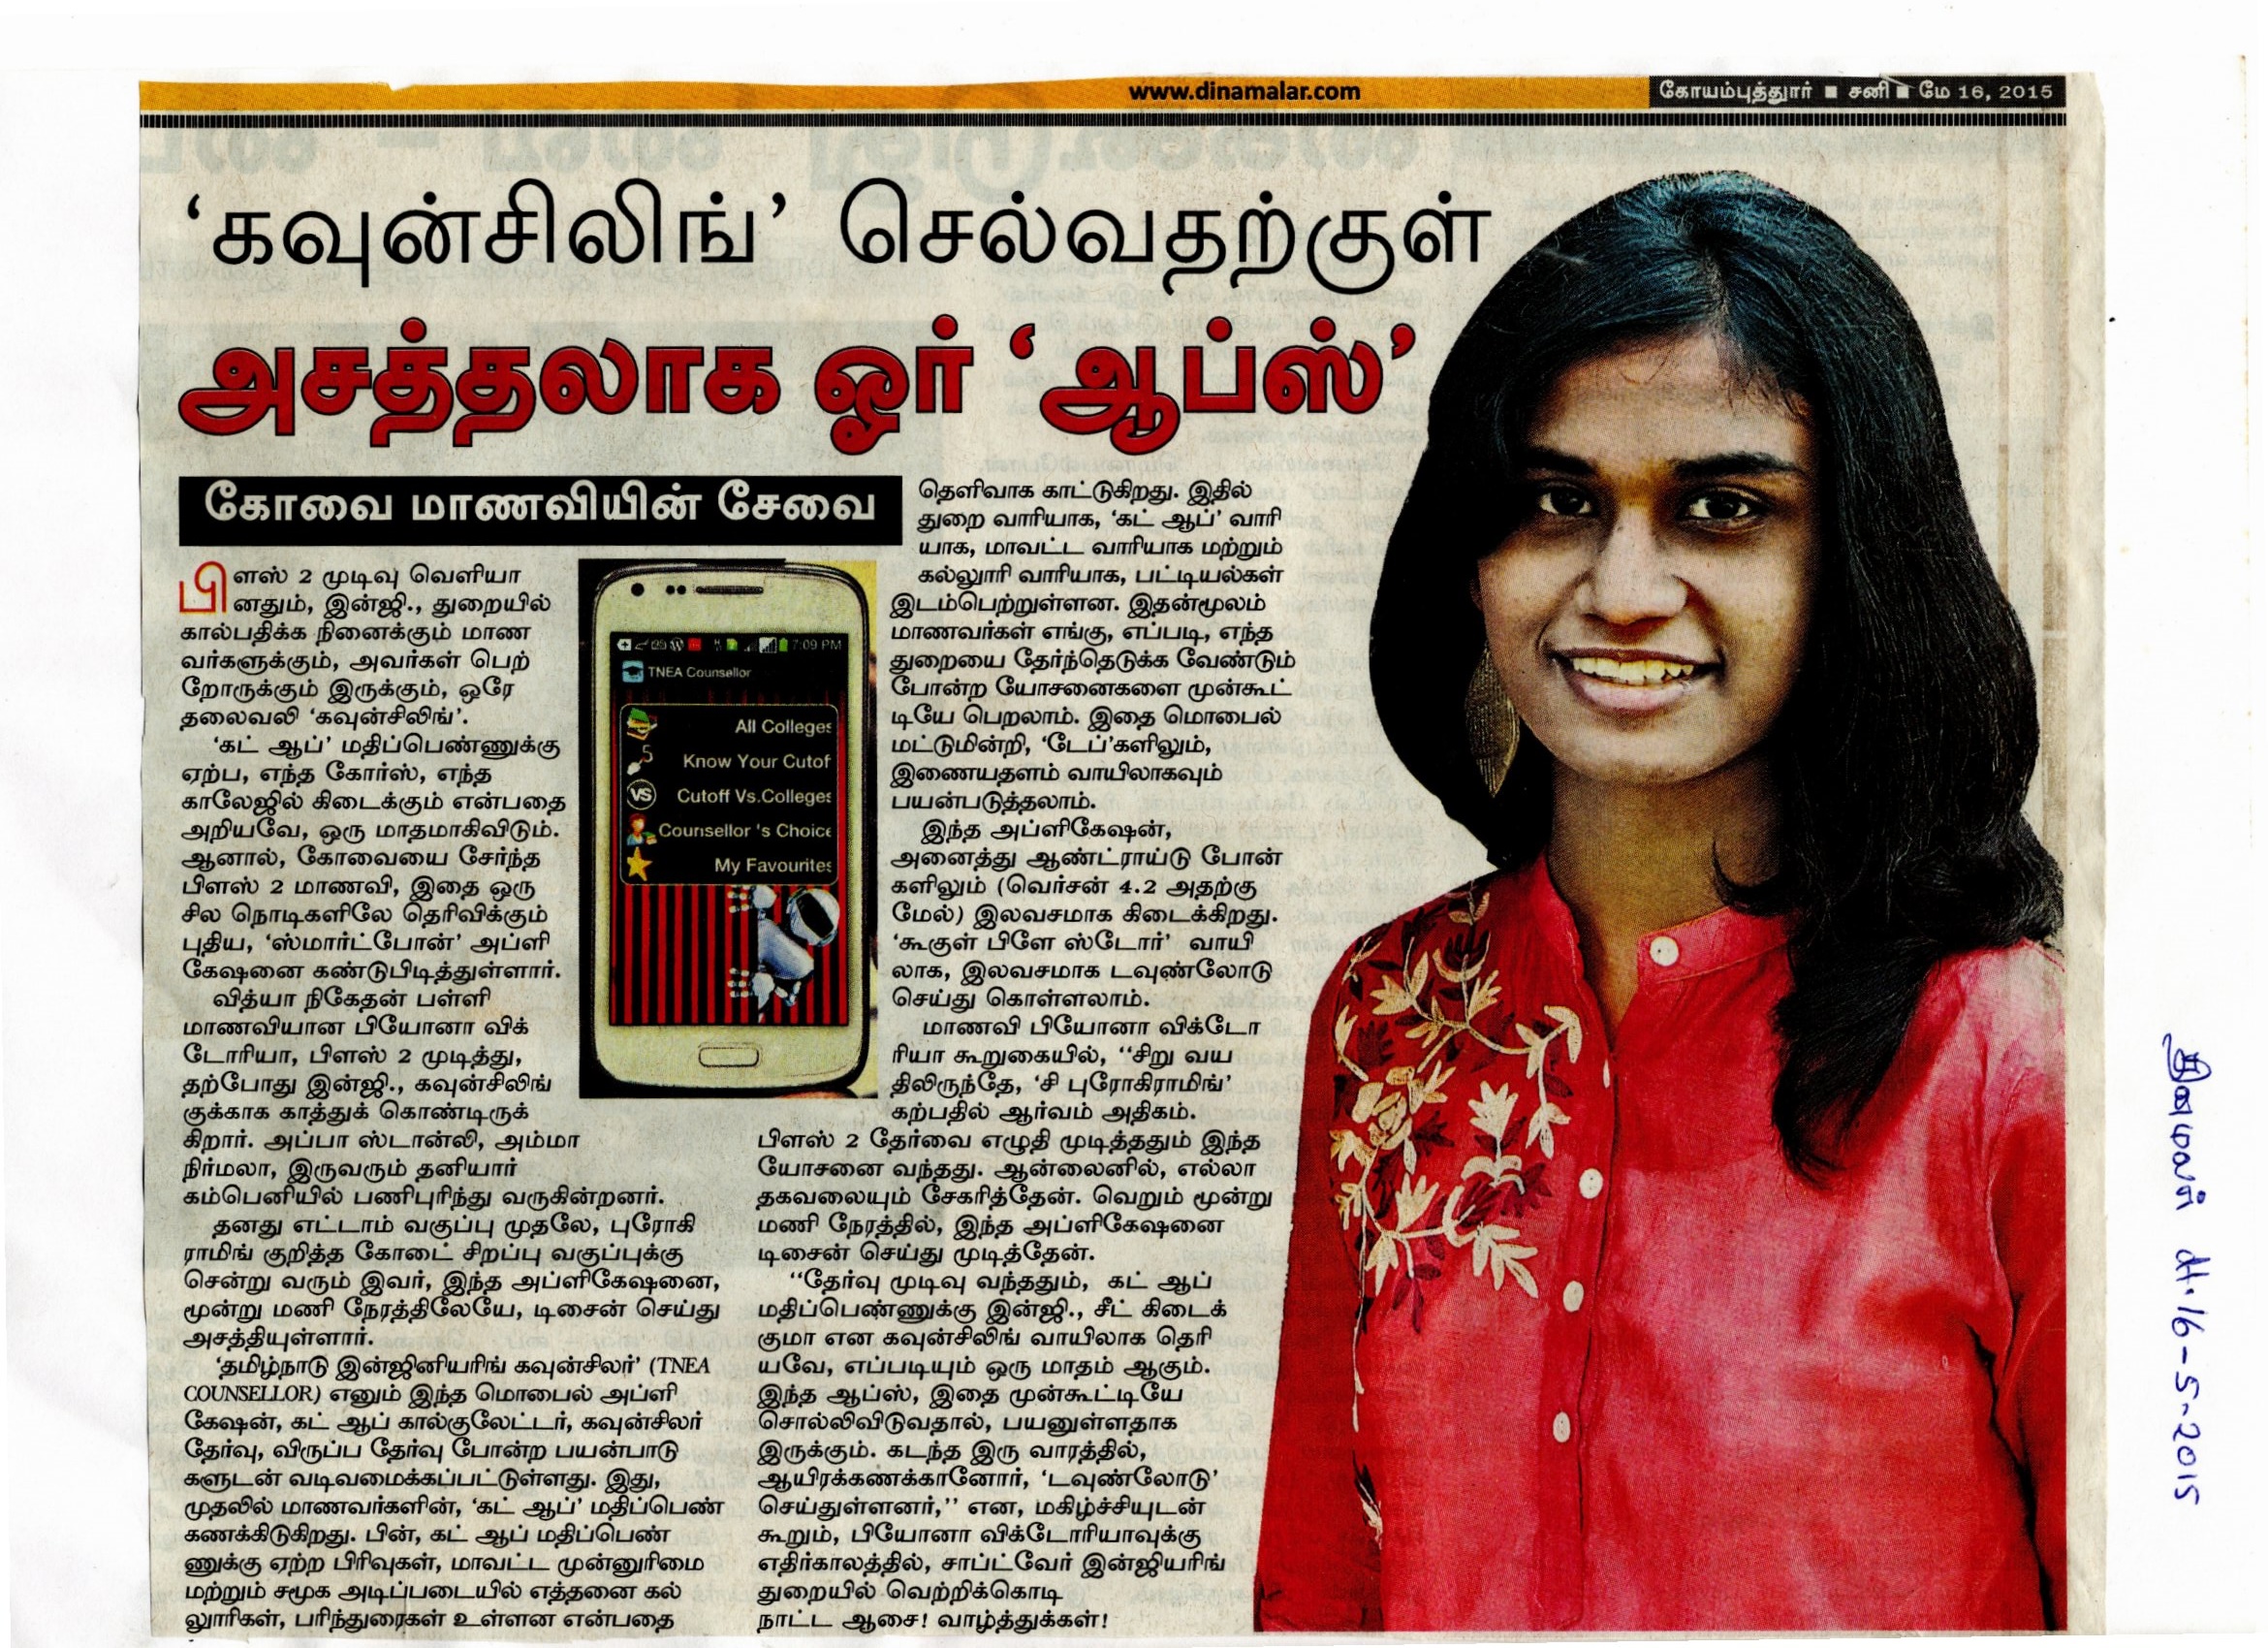 www.dinamalar.com
கோயம்புத்தூர் ■ சனி ■ மே 16, 2015
‘கவுன்சிலிங்’ செல்வதற்குள்
அசத்தலாக ஓர் ‘ஆப்ஸ்’
கோவை மாணவியின் சேவை
பிளஸ் 2 முடிவு வெளியா
னதும், இன்ஜி., துறையில்
கால்பதிக்க நினைக்கும் மாண
வர்களுக்கும், அவர்கள் பெற்
றோருக்கும் இருக்கும், ஒரே
தலைவலி ‘கவுன்சிலிங்’.
‘கட் ஆப்’ மதிப்பெண்ணுக்கு
ஏற்ப, எந்த கோர்ஸ், எந்த
காலேஜில் கிடைக்கும் என்பதை
அறியவே, ஒரு மாதமாகிவிடும்.
ஆனால், கோவையை சேர்ந்த
பிளஸ் 2 மாணவி, இதை ஒரு
சில நொடிகளிலே தெரிவிக்கும்
புதிய, ‘ஸ்மார்ட்போன்’ அப்ளி
கேஷனை கண்டுபிடித்துள்ளார்.
வித்யா நிகேதன் பள்ளி
மாணவியான பியோனா விக்
டோரியா, பிளஸ் 2 முடித்து,
தற்போது இன்ஜி., கவுன்சிலிங்
குக்காக காத்துக் கொண்டிருக்
கிறார். அப்பா ஸ்டான்லி, அம்மா
நிர்மலா, இருவரும் தனியார்
கம்பெனியில் பணிபுரிந்து வருகின்றனர்.
தனது எட்டாம் வகுப்பு முதலே, புரோகி
ராமிங் குறித்த கோடை சிறப்பு வகுப்புக்கு
சென்று வரும் இவர், இந்த அப்ளிகேஷனை,
மூன்று மணி நேரத்திலேயே, டிசைன் செய்து
அசத்தியுள்ளார்.
‘தமிழ்நாடு இன்ஜினியரிங் கவுன்சிலர்’ (TNEA
COUNSELLOR) எனும் இந்த மொபைல் அப்ளி
கேஷன், கட் ஆப் கால்குலேட்டர், கவுன்சிலர்
தேர்வு, விருப்ப தேர்வு போன்ற பயன்பாடு
களுடன் வடிவமைக்கப்பட்டுள்ளது. இது,
முதலில் மாணவர்களின், ‘கட் ஆப்’ மதிப்பெண்
கணக்கிடுகிறது. பின், கட் ஆப் மதிப்பெண்
ணுக்கு ஏற்ற பிரிவுகள், மாவட்ட முன்னுரிமை
மற்றும் சமூக அடிப்படையில் எத்தனை கல்
லூரிகள், பரிந்துரைகள் உள்ளன என்பதை
7:09 PM
TNEA Counsellor
All Colleges
Know Your Cutof
VS Cutoff Vs.Colleges
Counsellor 's Choice
My Favourites
தெளிவாக காட்டுகிறது. இதில்
துறை வாரியாக, ‘கட் ஆப்’ வாரி
யாக, மாவட்ட வாரியாக மற்றும்
கல்லூரி வாரியாக, பட்டியல்கள்
இடம்பெற்றுள்ளன. இதன்மூலம்
மாணவர்கள் எங்கு, எப்படி, எந்த
துறையை தேர்ந்தெடுக்க வேண்டும்
போன்ற யோசனைகளை முன்கூட்
டியே பெறலாம். இதை மொபைல்
மட்டுமின்றி, ‘டேப்’களிலும்,
இணையதளம் வாயிலாகவும்
பயன்படுத்தலாம்.
இந்த அப்ளிகேஷன்,
அனைத்து ஆண்ட்ராய்டு போன்
களிலும் (வெர்சன் 4.2 அதற்கு
மேல்) இலவசமாக கிடைக்கிறது.
‘கூகுள் பிளே ஸ்டோர்’ வாயி
லாக, இலவசமாக டவுண்லோடு
செய்து கொள்ளலாம்.
மாணவி பியோனா விக்டோ
ரியா கூறுகையில், “சிறு வய
திலிருந்தே, ‘சி புரோகிராமிங்’
கற்பதில் ஆர்வம் அதிகம்.
பிளஸ் 2 தேர்வை எழுதி முடித்ததும் இந்த
யோசனை வந்தது. ஆன்லைனில், எல்லா
தகவலையும் சேகரித்தேன். வெறும் மூன்று
மணி நேரத்தில், இந்த அப்ளிகேஷனை
டிசைன் செய்து முடித்தேன்.
“தேர்வு முடிவு வந்ததும், கட் ஆப்
மதிப்பெண்ணுக்கு இன்ஜி., சீட் கிடைக்
குமா என கவுன்சிலிங் வாயிலாக தெரி
யவே, எப்படியும் ஒரு மாதம் ஆகும்.
இந்த ஆப்ஸ், இதை முன்கூட்டியே
சொல்லிவிடுவதால், பயனுள்ளதாக
இருக்கும். கடந்த இரு வாரத்தில்,
ஆயிரக்கணக்கானோர், ‘டவுண்லோடு’
செய்துள்ளனர்,” என, மகிழ்ச்சியுடன்
கூறும், பியோனா விக்டோரியாவுக்கு
எதிர்காலத்தில், சாப்ட்வேர் இன்ஜியரிங்
துறையில் வெற்றிக்கொடி
நாட்ட ஆசை! வாழ்த்துக்கள்!
தினமலர் dt.16-5-2015